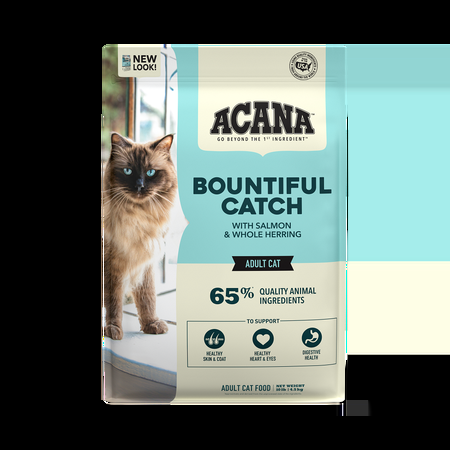 NEW
LOOK!
USA
ACANA
GO BEYOND THE 1ST INGREDIENT
BOUNTIFUL
CATCH
WITH SALMON
& WHOLE HERRING
ADULT CAT
65% QUALITY ANIMAL
INGREDIENTS
TO SUPPORT
HEALTHY
SKIN & COAT
HEALTHY
HEART & EYES
DIGESTIVE
HEALTH
ADULT CAT FOOD
NET WEIGHT